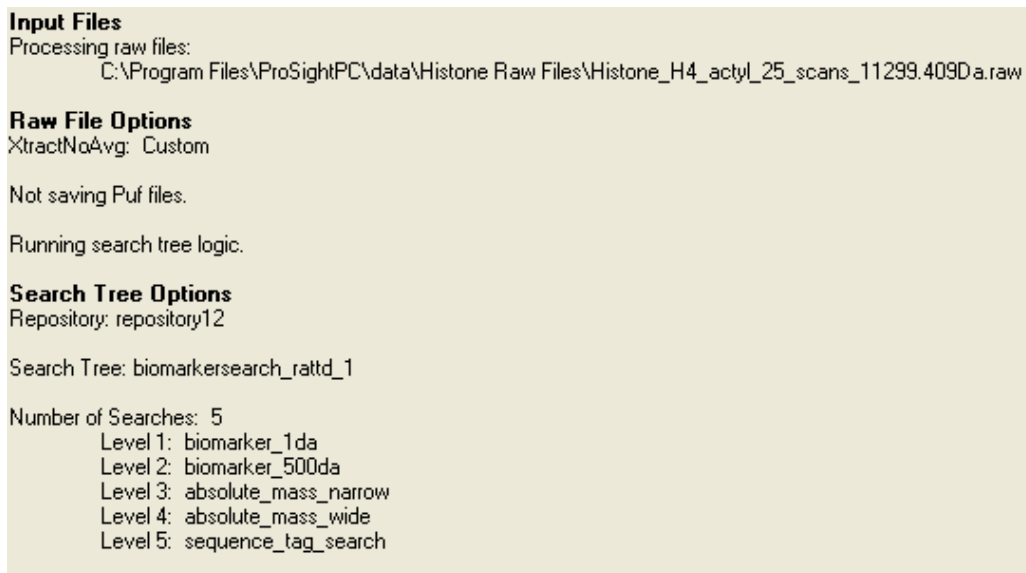 Input Files
Processing raw files:
C:\Program Files\ProSightPC\data\Histone Raw Files\Histone_H4_actyl_25_scans_11299.409Da.raw
Raw File Options
XtractNoAvg: Custom
Not saving Puf files.
Running search tree logic.
Search Tree Options
Repository: repository12
Search Tree: biomarkersearch_rattd_1
Number of Searches: 5
Level 1: biomarker_1da
Level 2: biomarker_500da
Level 3: absolute_mass_narrow
Level 4: absolute_mass_wide
Level 5: sequence_tag_search